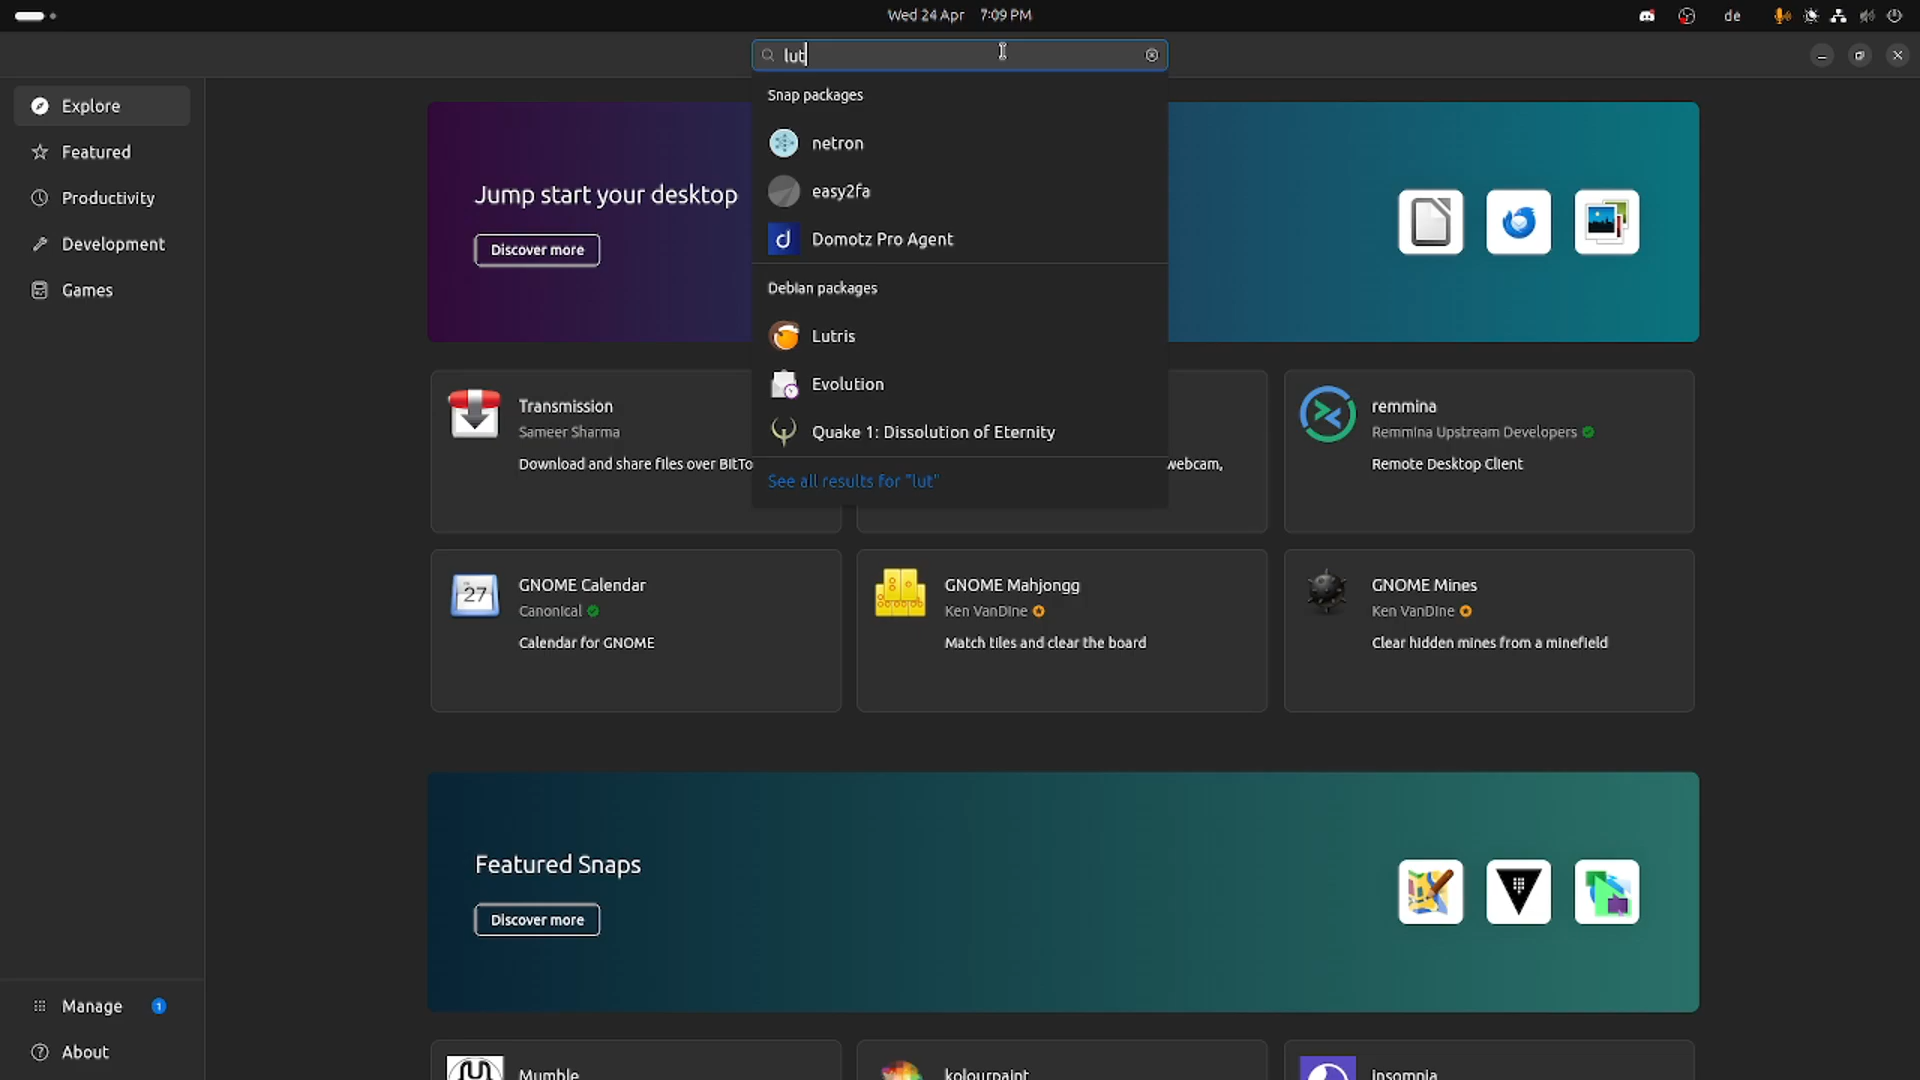 Wed 24 Apr 7:09 PM
de
lut
Explore
Featured
Productivity
Development
Games
Snap packages
netron
easy2fa
Domotz Pro Agent
Debian packages
Lutris
Evolution
Quake 1: Dissolution of Eternity
See all results for "lut"
Jump start your desktop
Discover more
Transmission
Sameer Sharma
Download and share files over BitTo
webcam,
remmina
Remmina Upstream Developers
Remote Desktop Client
27
GNOME Calendar
Canonical
Calendar for GNOME
GNOME Mahjongg
Ken VanDine
Match tiles and clear the board
GNOME Mines
Ken VanDine
Clear hidden mines from a minefield
Featured Snaps
Discover more
Manage 1
About
Mumble
kolourpaint
insomnia